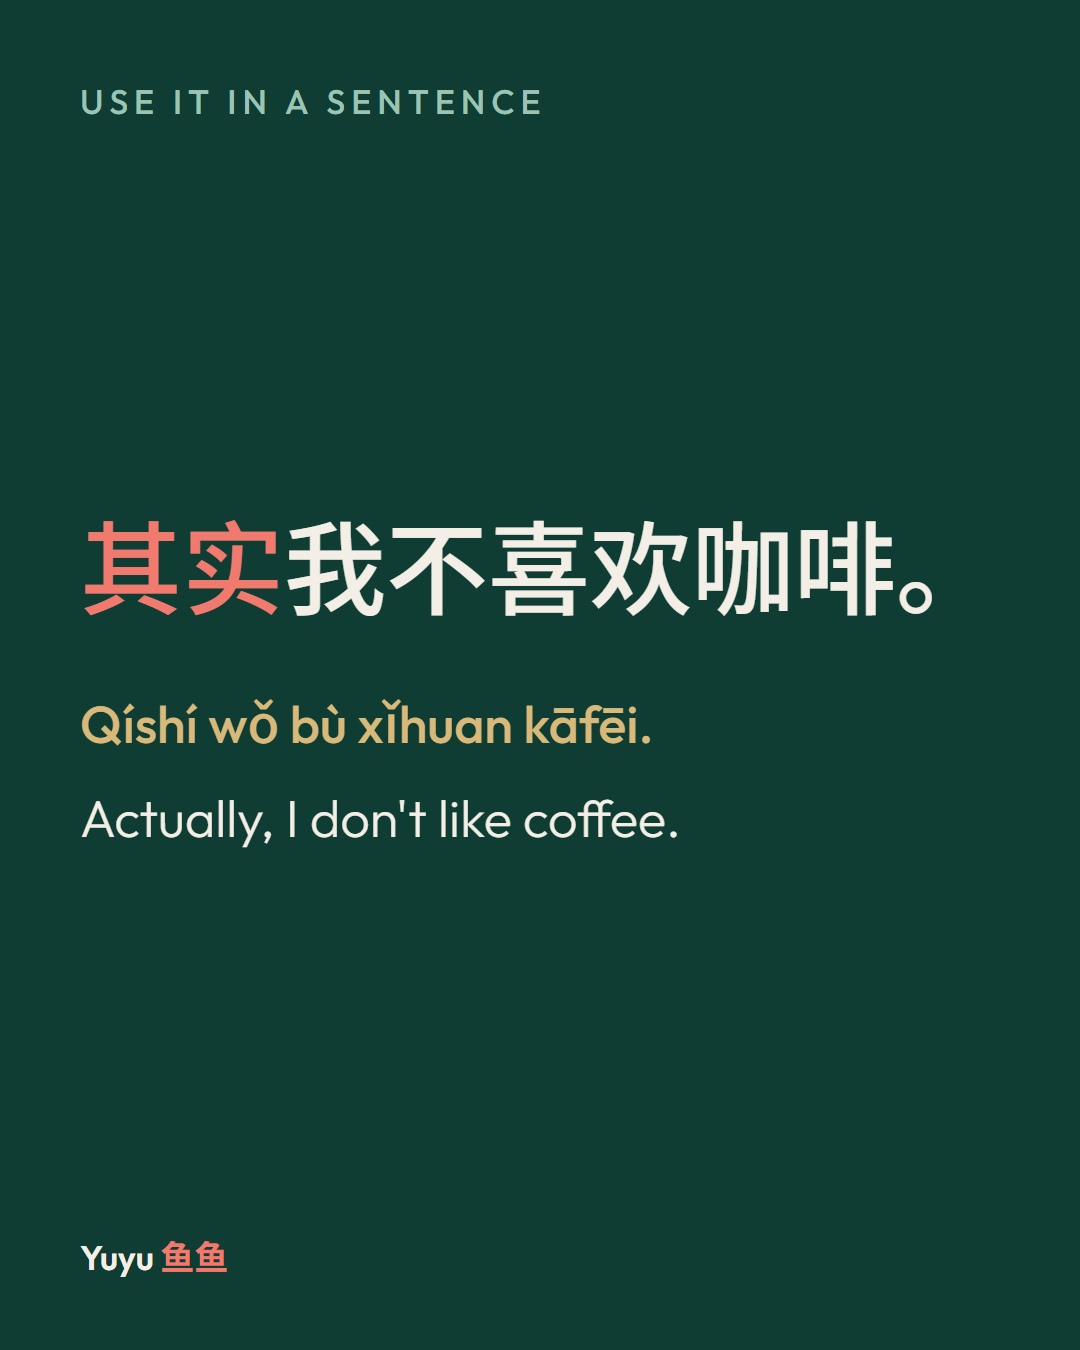 USE IT IN A SENTENCE
其实我不喜欢咖啡。
Qíshí wǒ bù xǐhuan kāfēi.
Actually, I don't like coffee.
Yuyu 鱼鱼